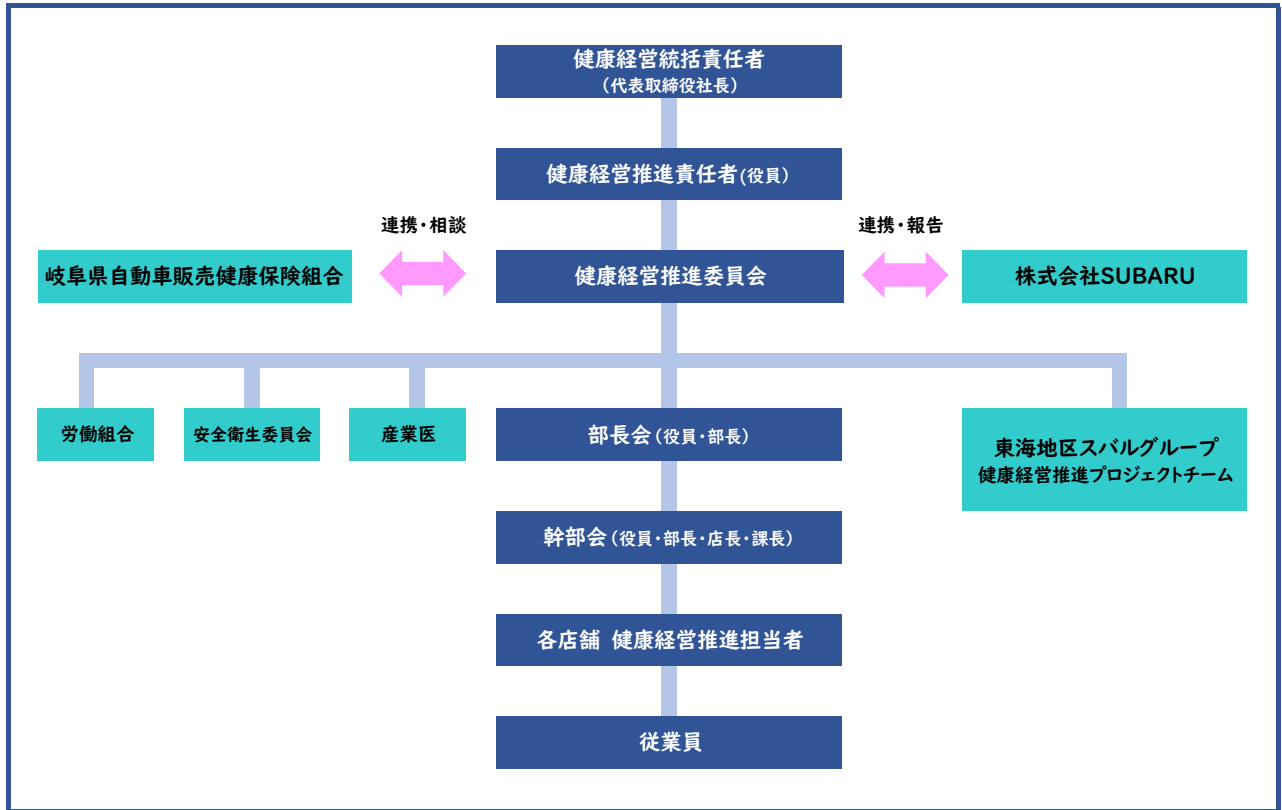 健康経営統括責任者
（代表取締役社長）
健康経営推進責任者(役員）
連携・相談
連携・報告
岐阜県自動車販売健康保険組合
健康経営推進委員会
株式会社SUBARU
労働組合
安全衛生委員会
産業医
部長会（役員・部長）
東海地区スバルグループ
健康経営推進プロジェクトチーム
幹部会（役員・部長・店長・課長）
各店舗 健康経営推進担当者
従業員